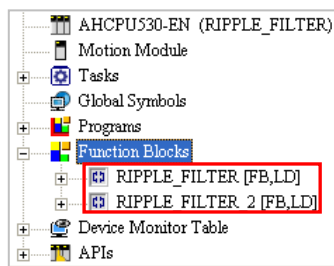 AHCPU530-EN (RIPPLE_FILTER)
Motion Module
Tasks
Global Symbols
Programs
Function Blocks
RIPPLE_FILTER [FB,LD]
RIPPLE_FILTER_2 [FB,LD]
Device Monitor Table
APIs